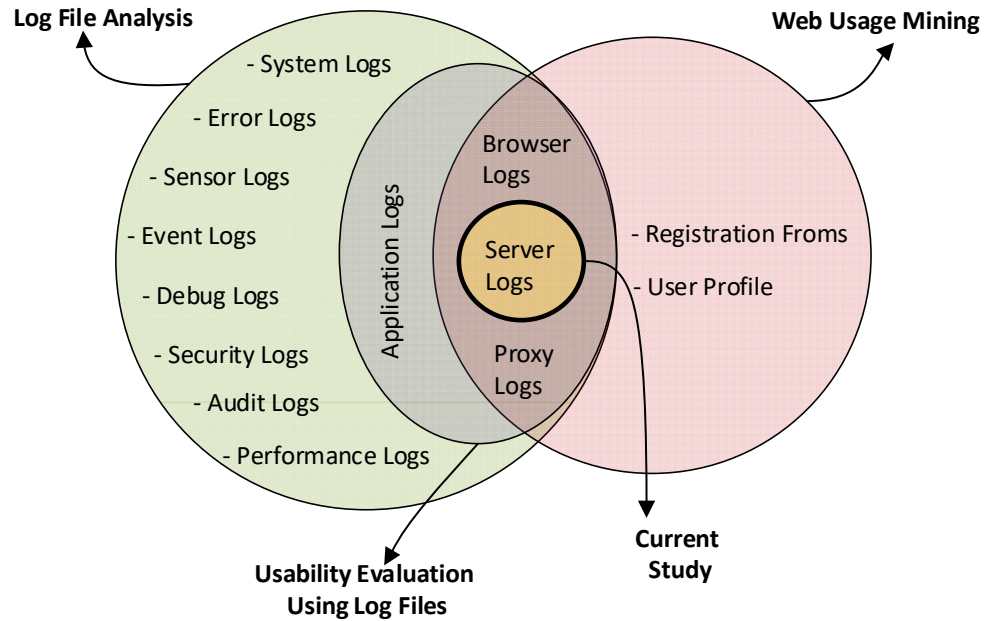 Log File Analysis
Web Usage Mining
- System Logs
- Error Logs
- Sensor Logs
- Event Logs
- Debug Logs
- Security Logs
- Audit Logs
- Performance Logs
Application Logs
Browser
Logs
Server
Logs
Proxy
Logs
- Registration Froms
- User Profile
Usability Evaluation
Using Log Files
Current
Study